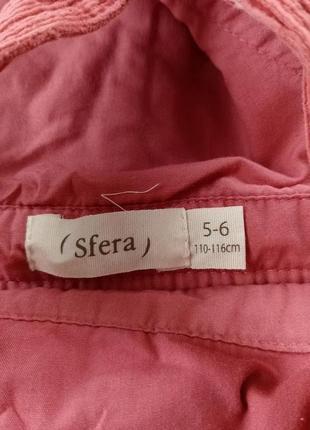 ( Sfera )
5-6
110-116cm